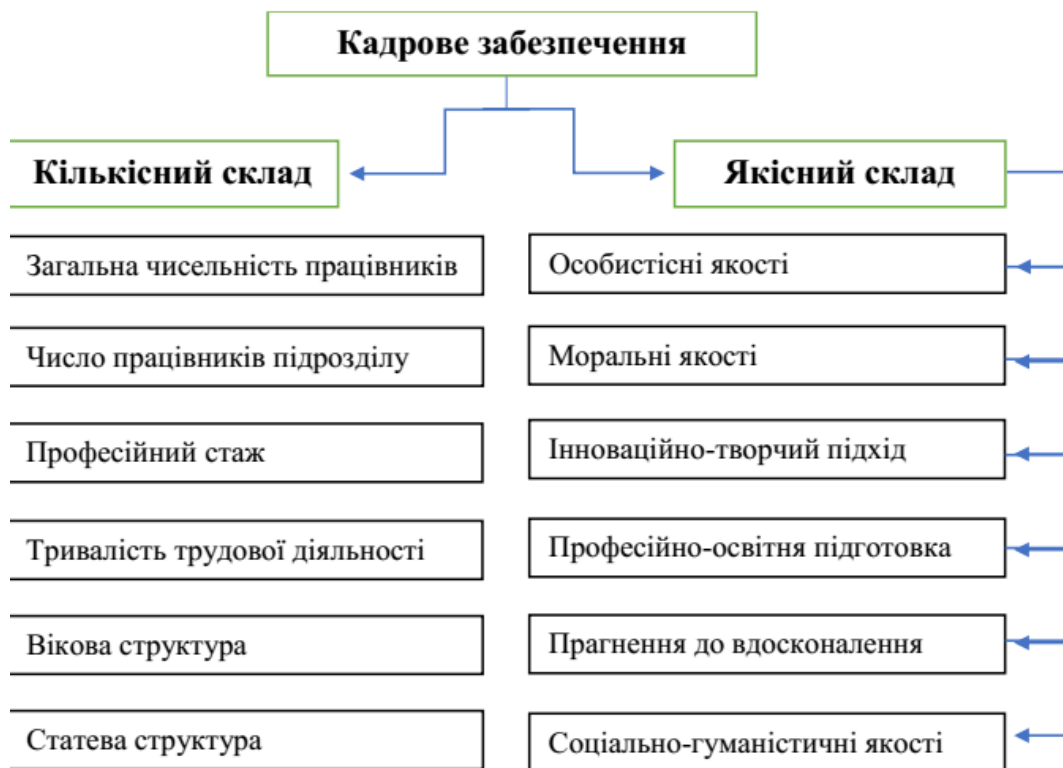 Кадрове забезпечення
Кількісний склад
Якісний склад
Загальна чисельність працівників
Особистісні якості
Число працівників підрозділу
Моральні якості
Професійний стаж
Інноваційно-творчий підхід
Тривалість трудової діяльності
Професійно-освітня підготовка
Вікова структура
Прагнення до вдосконалення
Статева структура
Соціально-гуманістичні якості